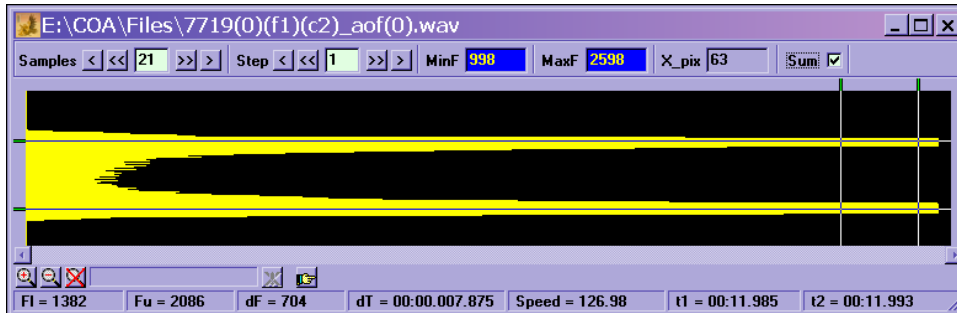 E:\COA\Files\7719(0)(f1)(c2)_aof(0).wav
Samples < << 21 >> > Step < << 1 >> > MinF 998 MaxF 2598 X_pix 63 Sum
Fl = 1382 Fu = 2086 dF = 704 dT = 00:00.007.875 Speed = 126.98 t1 = 00:11.985 t2 = 00:11.993